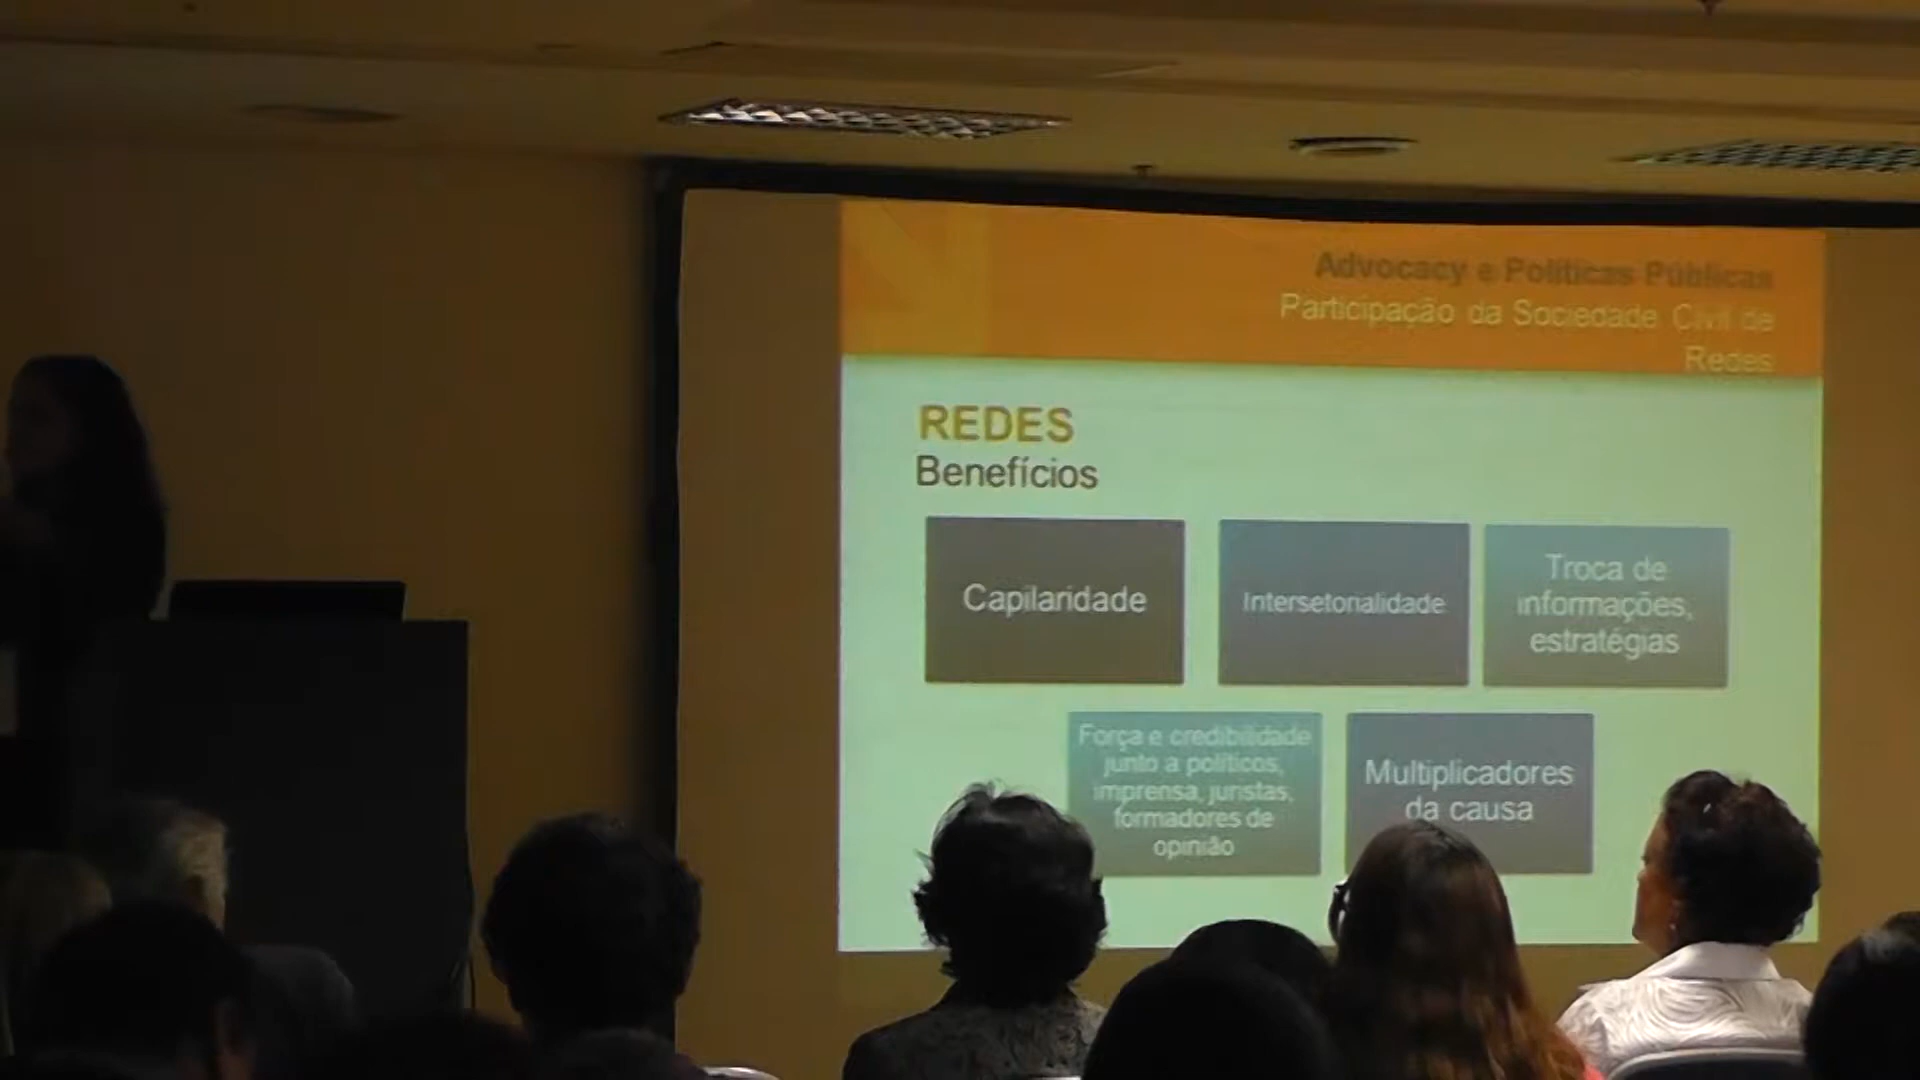 Advocacy e Políticas Públicas
Participação da Sociedade Civil de
Redes
REDES
Benefícios
Capilaridade
Intersetorialidade
Troca de
informações,
estratégias
Força e credibilidade
junto a políticos,
imprensa, juristas,
formadores de
opinião
Multiplicadores
da causa